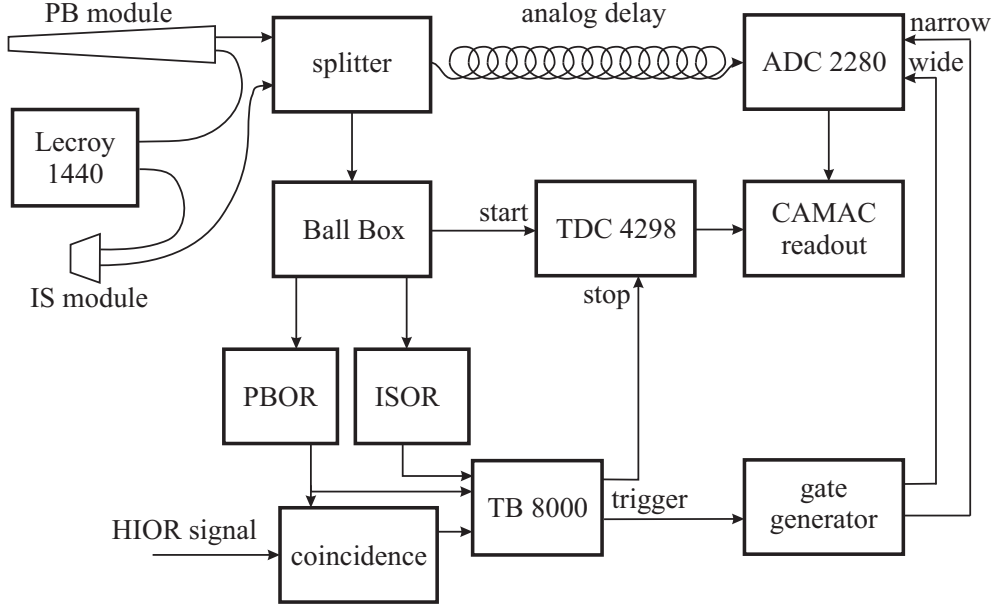 PB module
analog delay
narrow
splitter
ADC 2280
wide
Lecroy
1440
Ball Box
start
TDC 4298
CAMAC
readout
IS module
stop
PBOR
ISOR
TB 8000
trigger
gate
generator
HIOR signal
coincidence